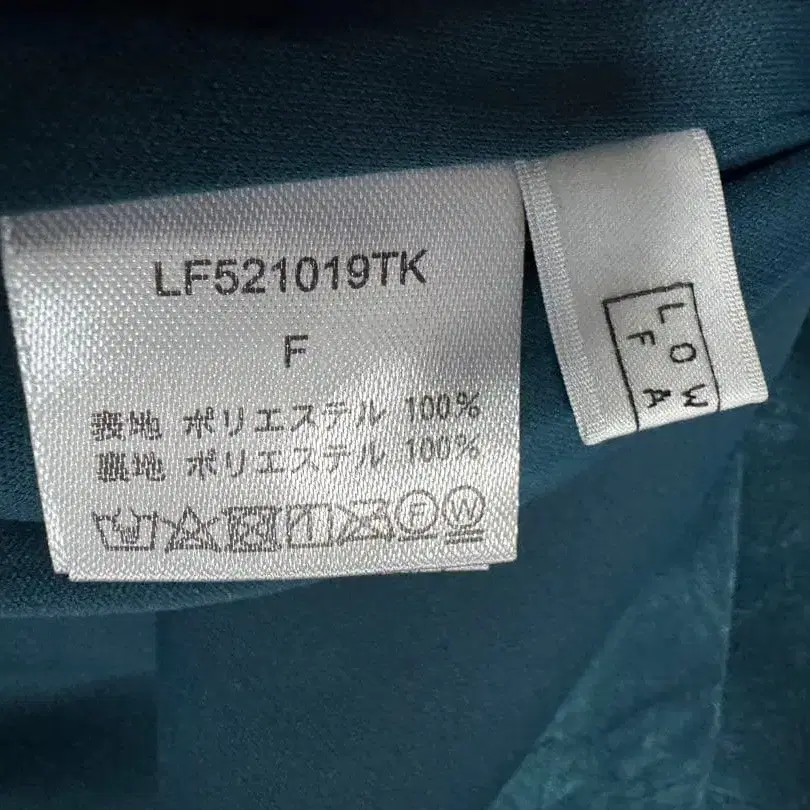 LF521019TK
F
表地 ポリエステル 100%
裏地 ポリエステル 100%
F W
LOW
FA